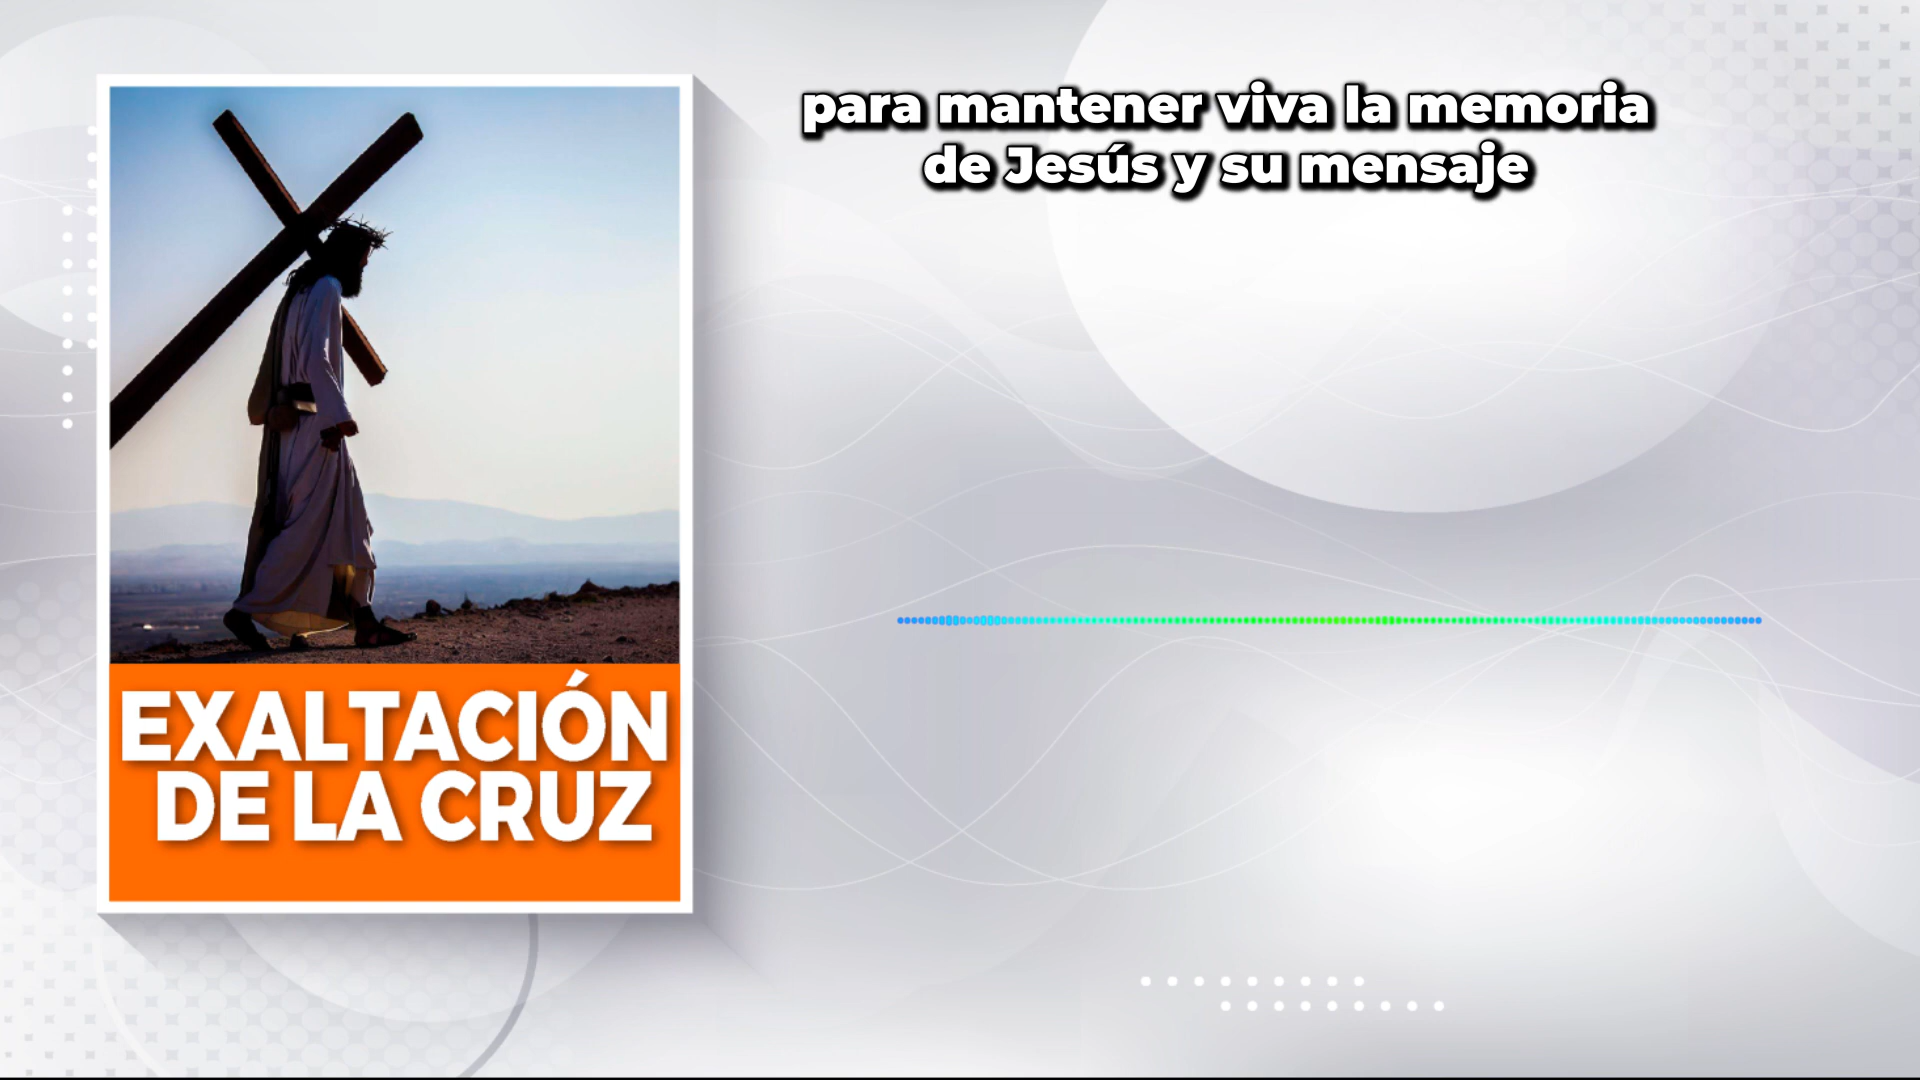 para mantener viva la memoria
de Jesús y su mensaje
EXALTACIÓN
DE LA CRUZ